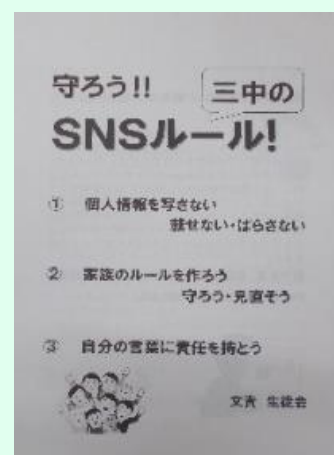 守ろう!!
三中の
SNSルール!
① 個人情報を写さない
載せない・ばらさない
② 家族のルールを作ろう
守ろう・見直そう
③ 自分の言葉に責任を持とう
文責 生徒会